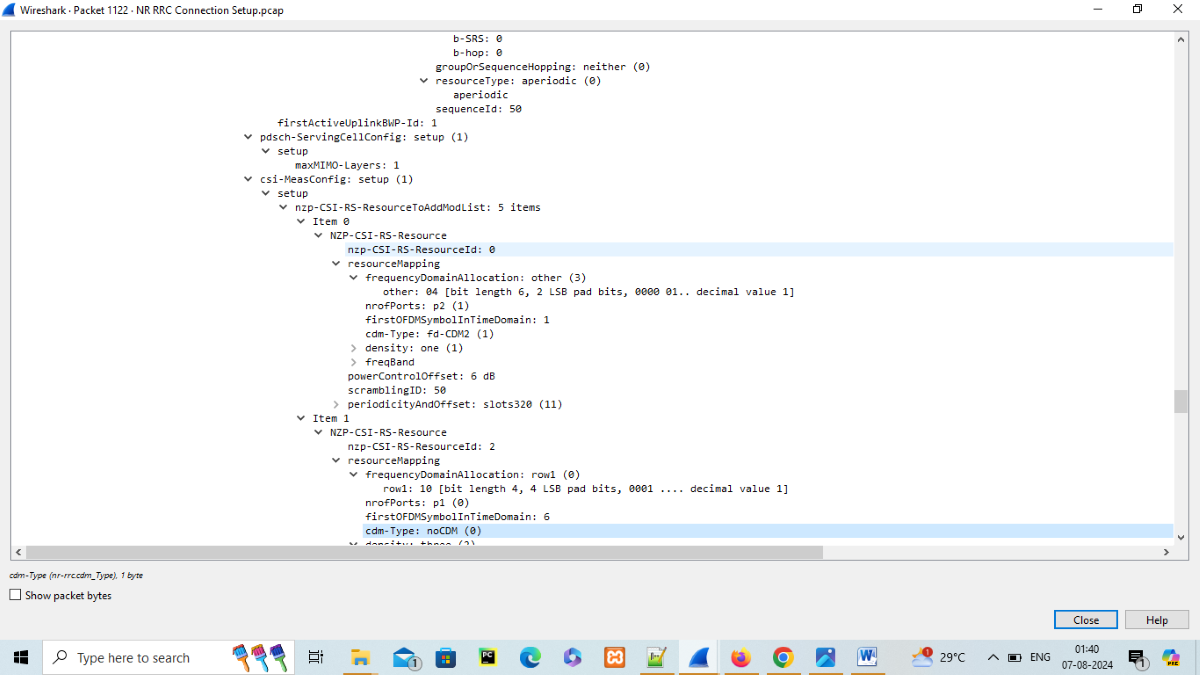 Wireshark · Packet 1122 · NR RRC Connection Setup.pcap
b-SRS: 0
b-hop: 0
groupOrSequenceHopping: neither (0)
resourceType: aperiodic (0)
aperiodic
sequenceId: 50
firstActiveUplinkBWP-Id: 1
pdsch-ServingCellConfig: setup (1)
setup
maxMIMO-Layers: 1
csi-MeasConfig: setup (1)
setup
nzp-CSI-RS-ResourceToAddModList: 5 items
Item 0
NZP-CSI-RS-Resource
nzp-CSI-RS-ResourceId: 0
resourceMapping
frequencyDomainAllocation: other (3)
other: 04 [bit length 6, 2 LSB pad bits, 0000 01.. decimal value 1]
nrofPorts: p2 (1)
firstOFDMSymbolInTimeDomain: 1
cdm-Type: fd-CDM2 (1)
density: one (1)
freqBand
powerControlOffset: 6 dB
scramblingID: 50
periodicityAndOffset: slots320 (11)
Item 1
NZP-CSI-RS-Resource
nzp-CSI-RS-ResourceId: 2
resourceMapping
frequencyDomainAllocation: row1 (0)
row1: 10 [bit length 4, 4 LSB pad bits, 0001 .... decimal value 1]
nrofPorts: p1 (0)
firstOFDMSymbolInTimeDomain: 6
cdm-Type: noCDM (0)
density: three (2)
cdm-Type (nr-rrc.cdm_Type), 1 byte
Show packet bytes
Close Help
Type here to search
1
PC
W
1
29°C
ENG
01:40
07-08-2024
1
PRE